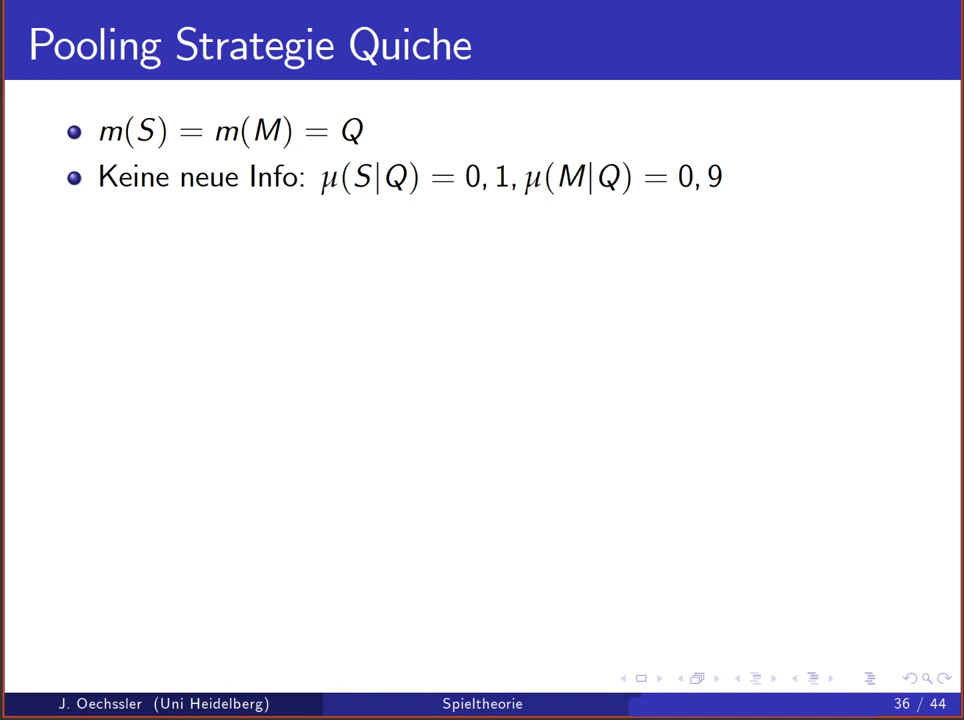 Pooling Strategie Quiche
m(S) = m(M) = Q
Keine neue Info: μ(S|Q) = 0, 1, μ(M|Q) = 0, 9
J. Oechssler (Uni Heidelberg) Spieltheorie 36 / 44